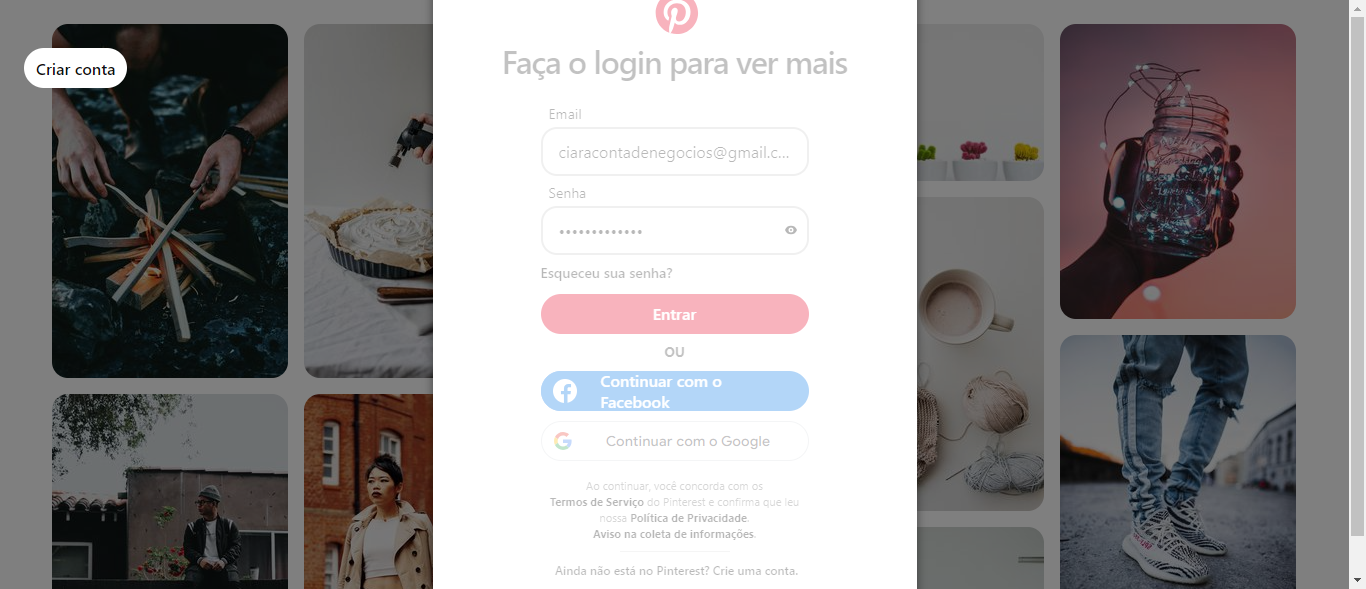 Criar conta
Faça o login para ver mais
Email
ciaracontadenegocios@gmail.c...
Senha
•••••••••••••
Esqueceu sua senha?
Entrar
OU
Continuar com o
Facebook
Continuar com o Google
Ao continuar, você concorda com os
Termos de Serviço do Pinterest e confirma que leu
nossa Política de Privacidade.
Aviso na coleta de informações.
Ainda não está no Pinterest? Crie uma conta.